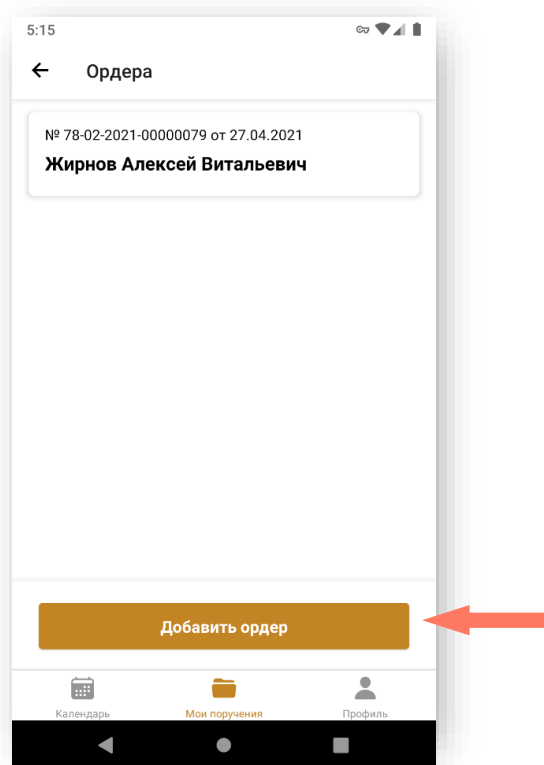 5:15
Ордера
№ 78-02-2021-00000079 от 27.04.2021
Жирнов Алексей Витальевич
Добавить ордер
Календарь
Мои поручения
Профиль